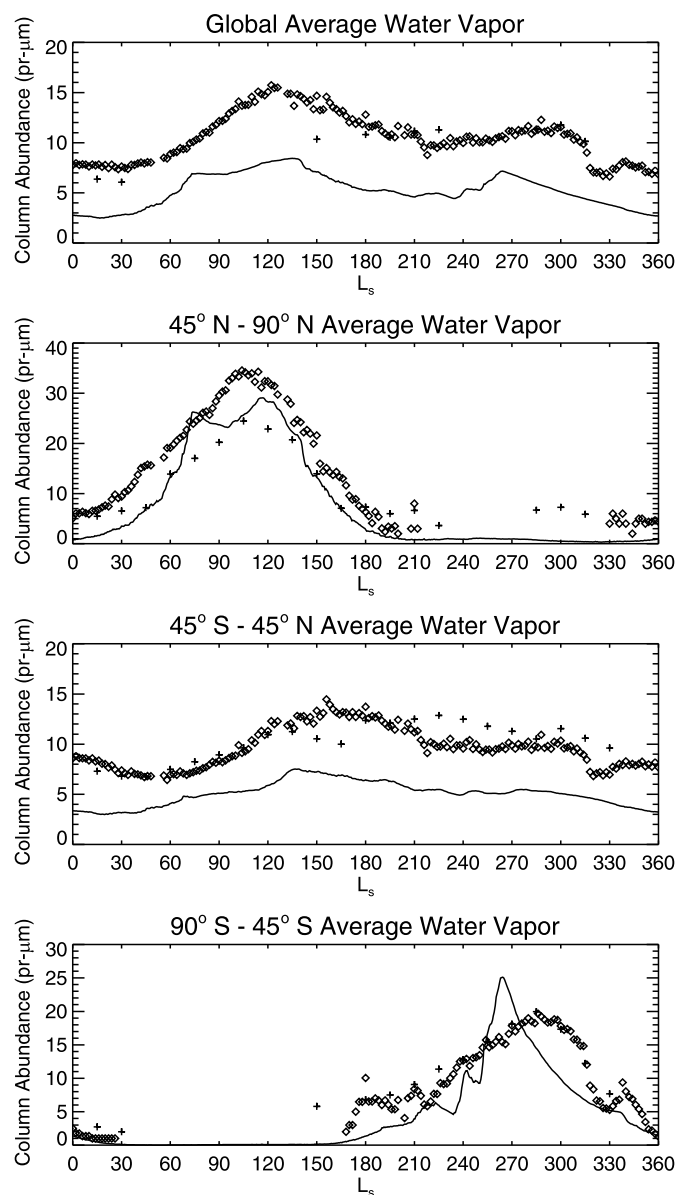 Global Average Water Vapor
Column Abundance (pr-μm)
20
15
10
5
0
0 30 60 90 120 150 180 210 240 270 300 330 360
Ls
45° N - 90° N Average Water Vapor
Column Abundance (pr-μm)
40
30
20
10
0
0 30 60 90 120 150 180 210 240 270 300 330 360
Ls
45° S - 45° N Average Water Vapor
Column Abundance (pr-μm)
20
15
10
5
0
0 30 60 90 120 150 180 210 240 270 300 330 360
Ls
90° S - 45° S Average Water Vapor
Column Abundance (pr-μm)
30
25
20
15
10
5
0
0 30 60 90 120 150 180 210 240 270 300 330 360
Ls